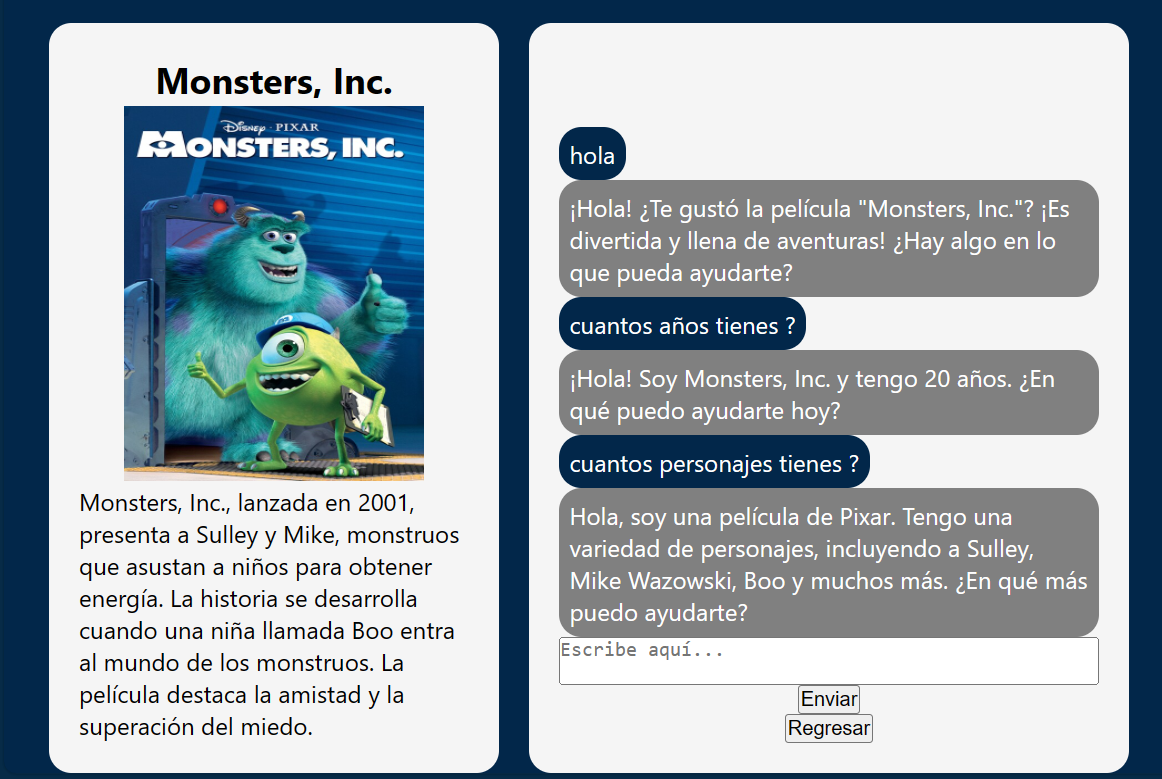 Monsters, Inc.
Disney · PIXAR
MONSTERS, INC.
Monsters, Inc., lanzada en 2001,
presenta a Sulley y Mike, monstruos
que asustan a niños para obtener
energía. La historia se desarrolla
cuando una niña llamada Boo entra
al mundo de los monstruos. La
película destaca la amistad y la
superación del miedo.
hola
¡Hola! ¿Te gustó la película "Monsters, Inc."? ¡Es
divertida y llena de aventuras! ¿Hay algo en lo
que pueda ayudarte?
cuantos años tienes ?
¡Hola! Soy Monsters, Inc. y tengo 20 años. ¿En
qué puedo ayudarte hoy?
cuantos personajes tienes ?
Hola, soy una película de Pixar. Tengo una
variedad de personajes, incluyendo a Sulley,
Mike Wazowski, Boo y muchos más. ¿En qué más
puedo ayudarte?
Escribe aquí...
Enviar
Regresar